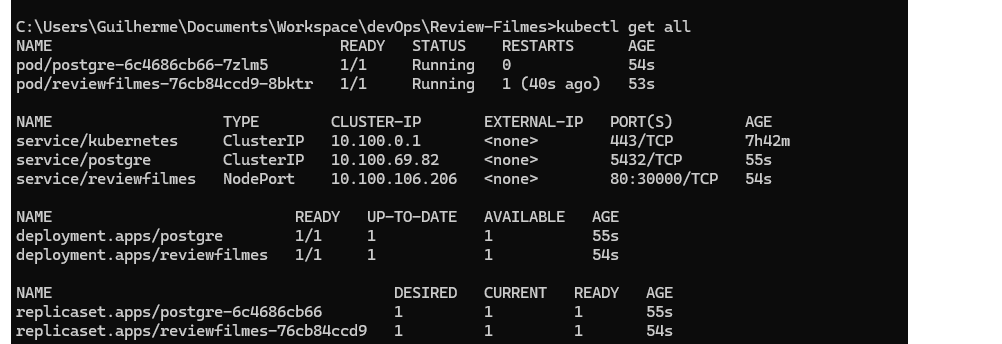 C:\Users\Guilherme\Documents\Workspace\devOps\Review-Filmes>kubectl get all
NAME READY STATUS RESTARTS AGE
pod/postgre-6c4686cb66-7zlm5 1/1 Running 0 54s
pod/reviewfilmes-76cb84ccd9-8bktr 1/1 Running 1 (40s ago) 53s
NAME TYPE CLUSTER-IP EXTERNAL-IP PORT(S) AGE
service/kubernetes ClusterIP 10.100.0.1 <none> 443/TCP 7h42m
service/postgre ClusterIP 10.100.69.82 <none> 5432/TCP 55s
service/reviewfilmes NodePort 10.100.106.206 <none> 80:30000/TCP 54s
NAME READY UP-TO-DATE AVAILABLE AGE
deployment.apps/postgre 1/1 1 1 55s
deployment.apps/reviewfilmes 1/1 1 1 54s
NAME DESIRED CURRENT READY AGE
replicaset.apps/postgre-6c4686cb66 1 1 1 55s
replicaset.apps/reviewfilmes-76cb84ccd9 1 1 1 54s